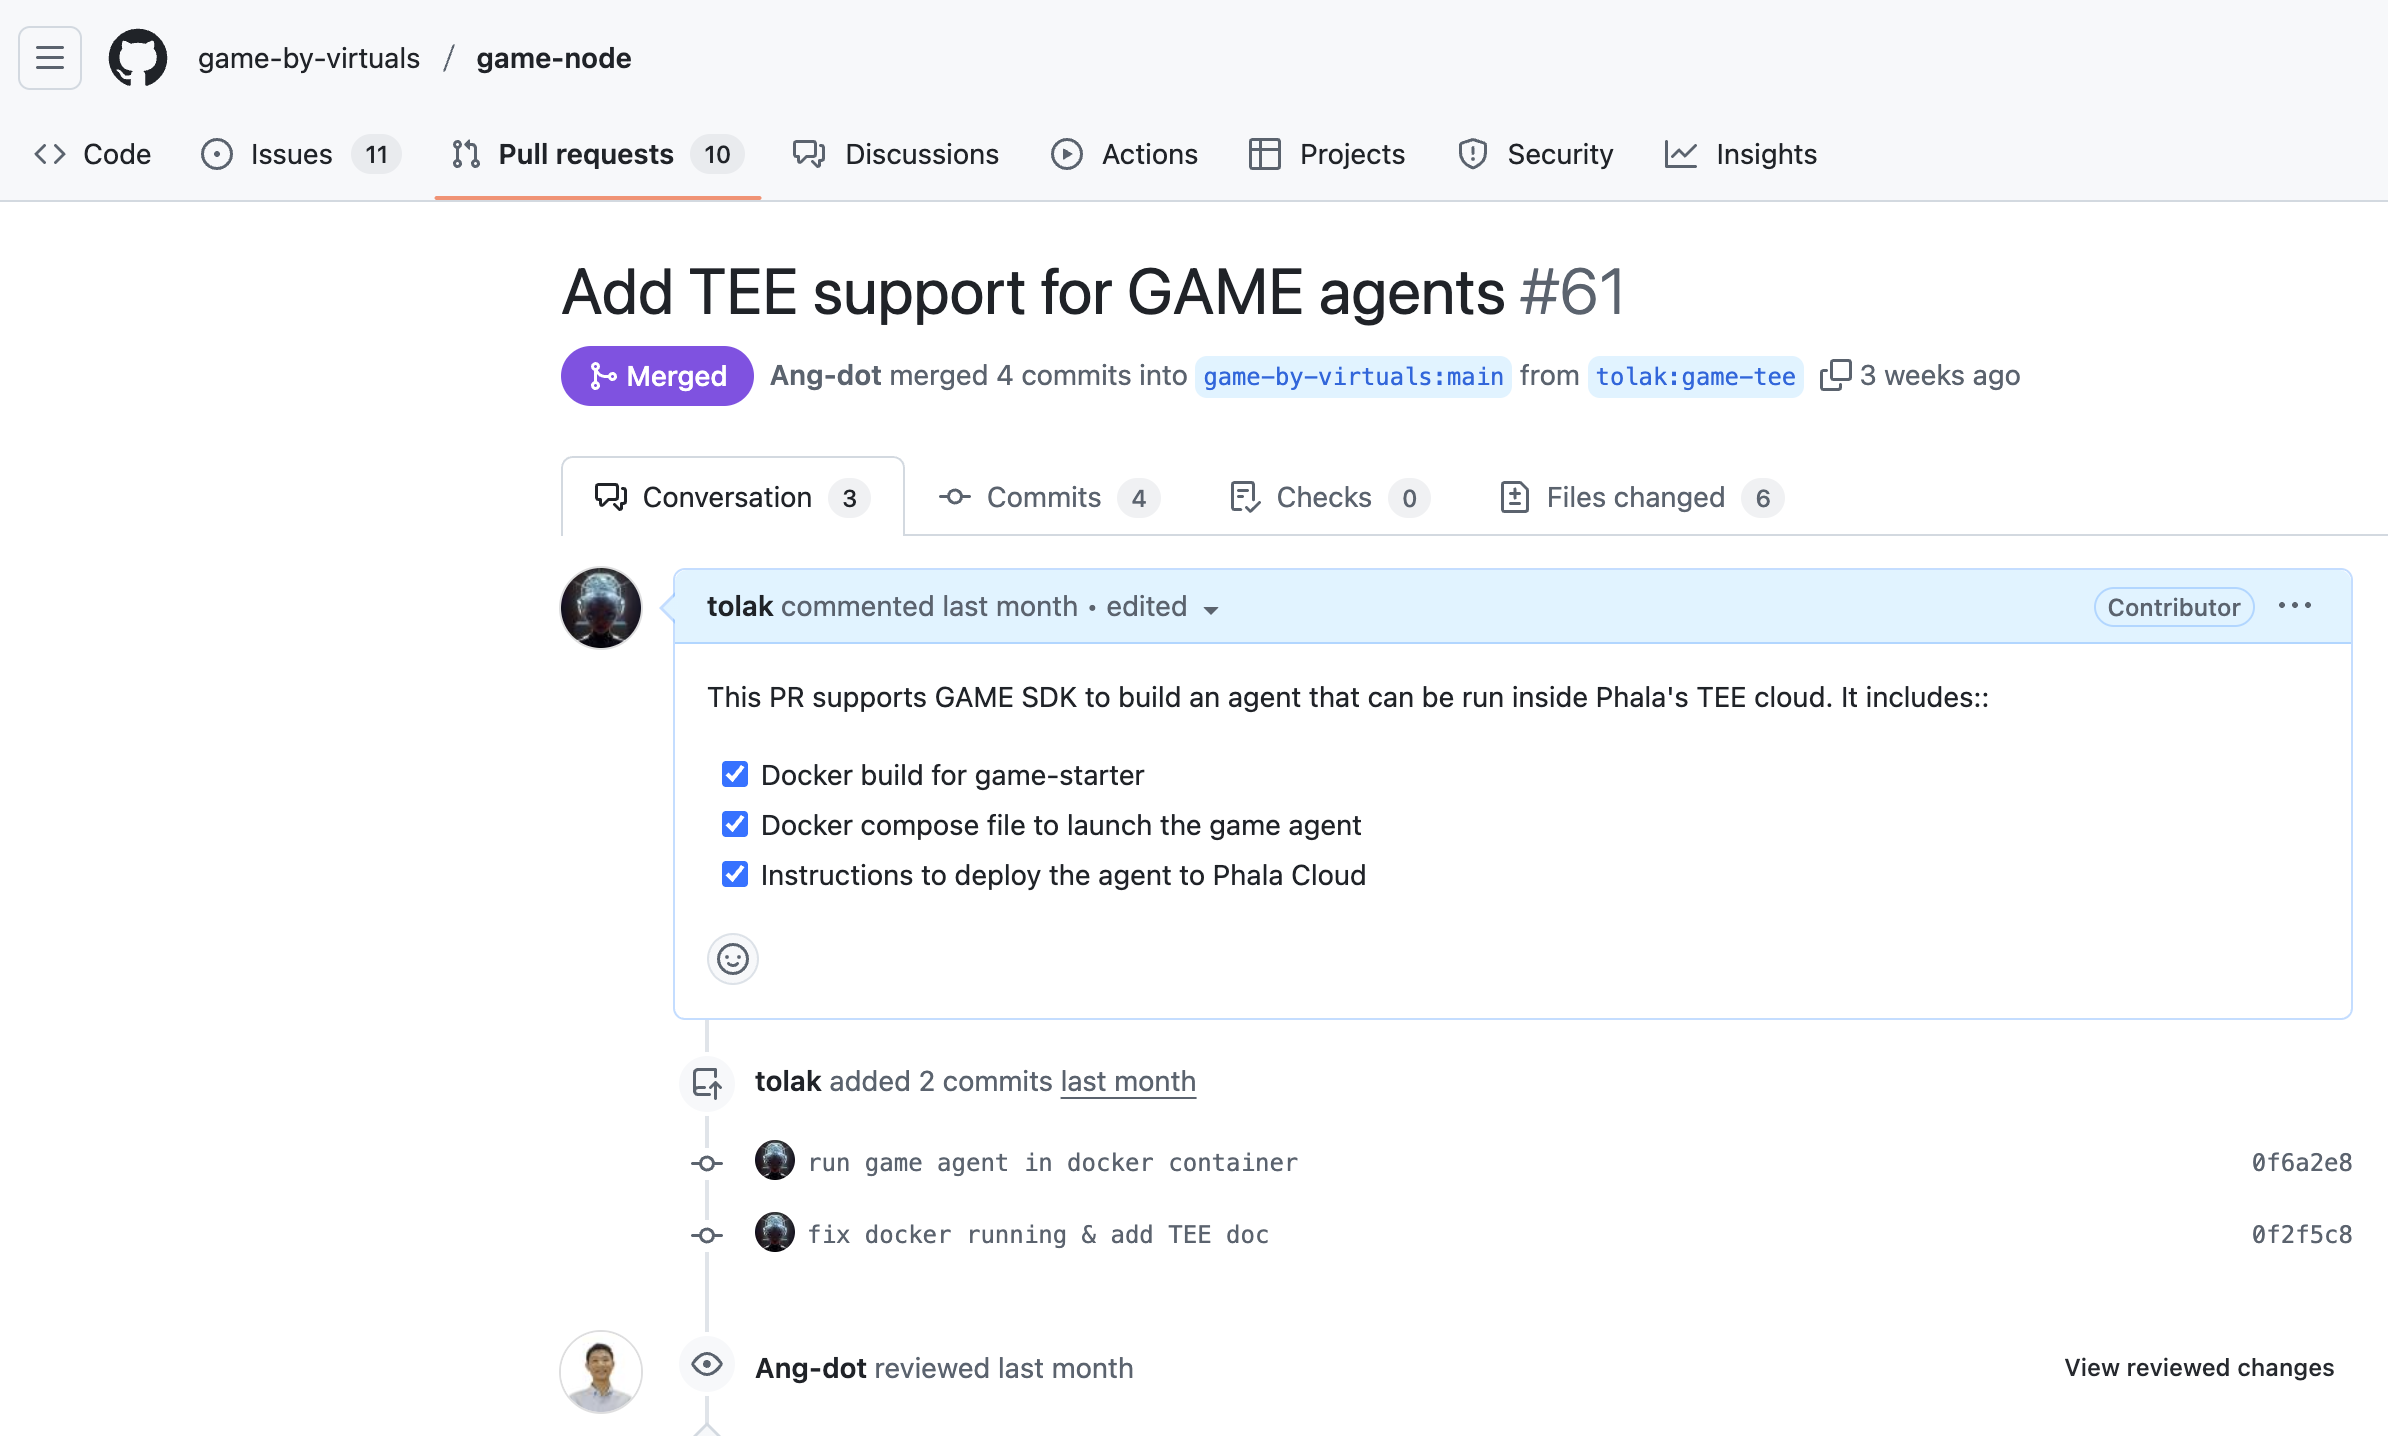 game-by-virtuals / game-node
Code Issues 11 Pull requests 10 Discussions Actions Projects Security Insights
Add TEE support for GAME agents #61
Merged Ang-dot merged 4 commits into game-by-virtuals:main from tolak:game-tee 3 weeks ago
Conversation 3 Commits 4 Checks 0 Files changed 6
tolak commented last month • edited Contributor
This PR supports GAME SDK to build an agent that can be run inside Phala's TEE cloud. It includes::
Docker build for game-starter
Docker compose file to launch the game agent
Instructions to deploy the agent to Phala Cloud
tolak added 2 commits last month
run game agent in docker container 0f6a2e8
fix docker running & add TEE doc 0f2f5c8
Ang-dot reviewed last month View reviewed changes